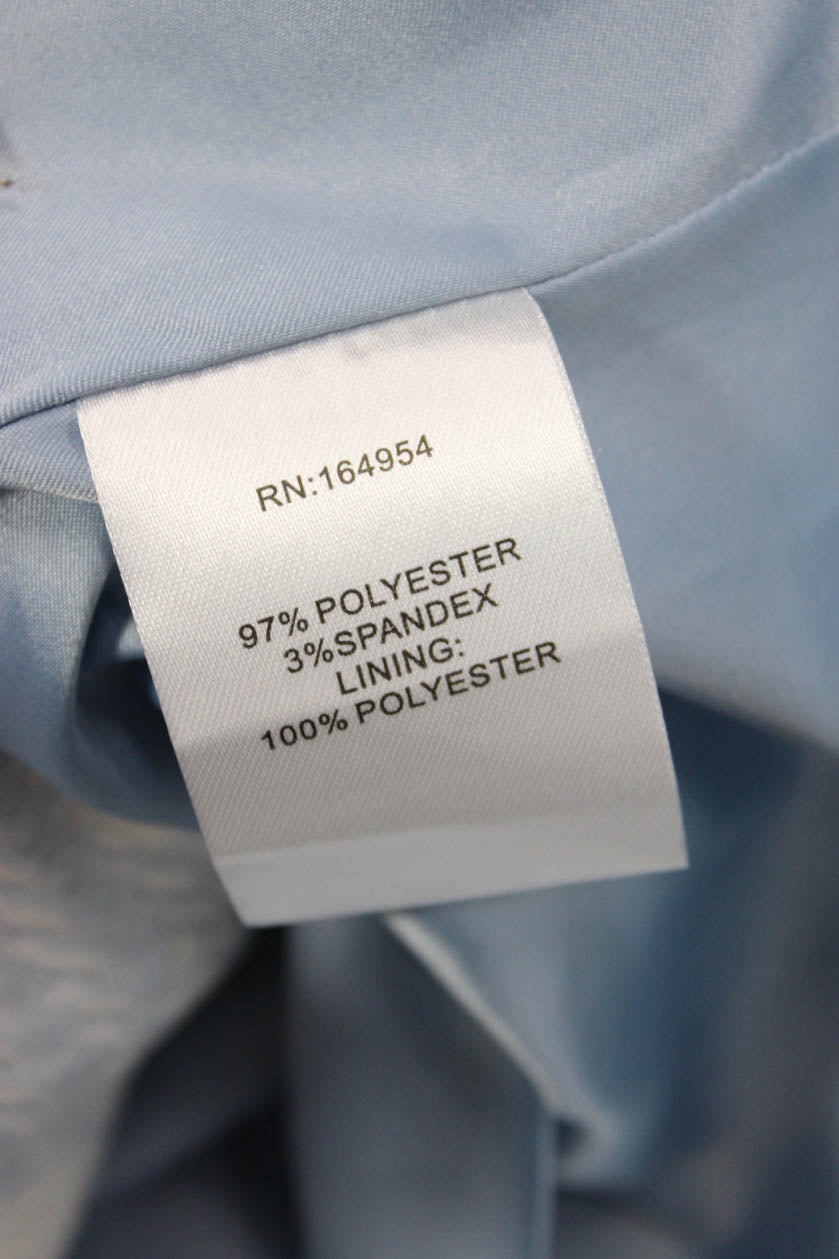 RN:164954
97% POLYESTER
3%SPANDEX
LINING:
100% POLYESTER